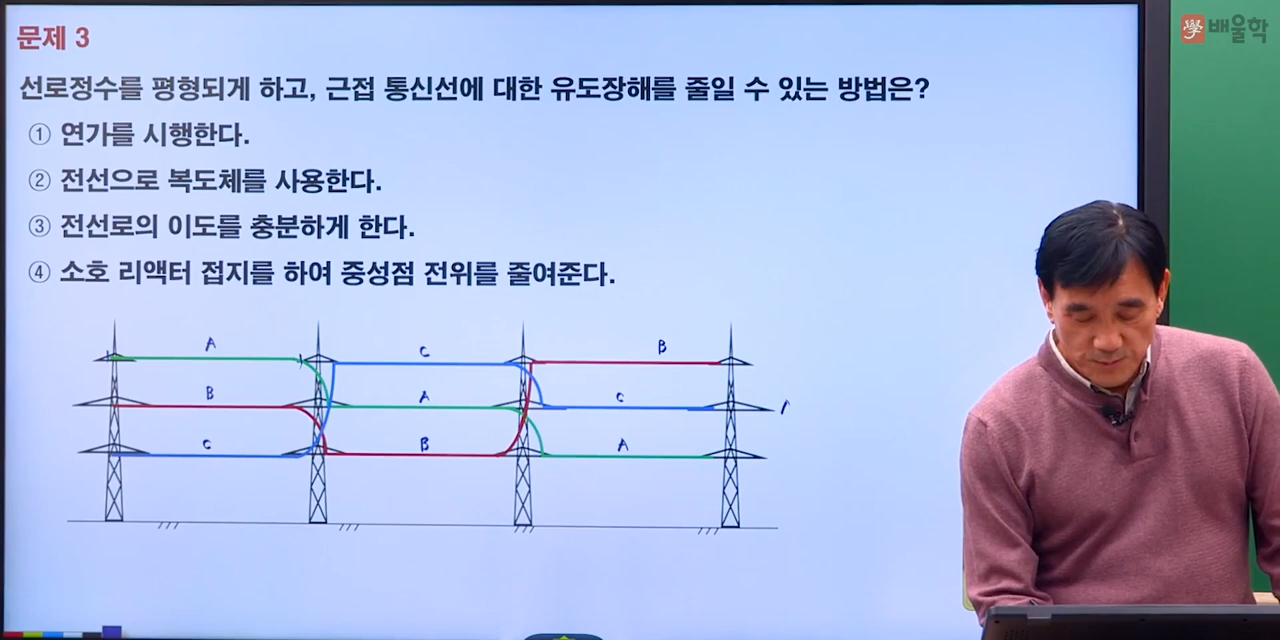 문제 3
學 배울학
선로정수를 평형되게 하고, 근접 통신선에 대한 유도장해를 줄일 수 있는 방법은?
① 연가를 시행한다.
② 전선으로 복도체를 사용한다.
③ 전선로의 이도를 충분하게 한다.
④ 소호 리액터 접지를 하여 중성점 전위를 줄여준다.
A C B
B A C
C B A